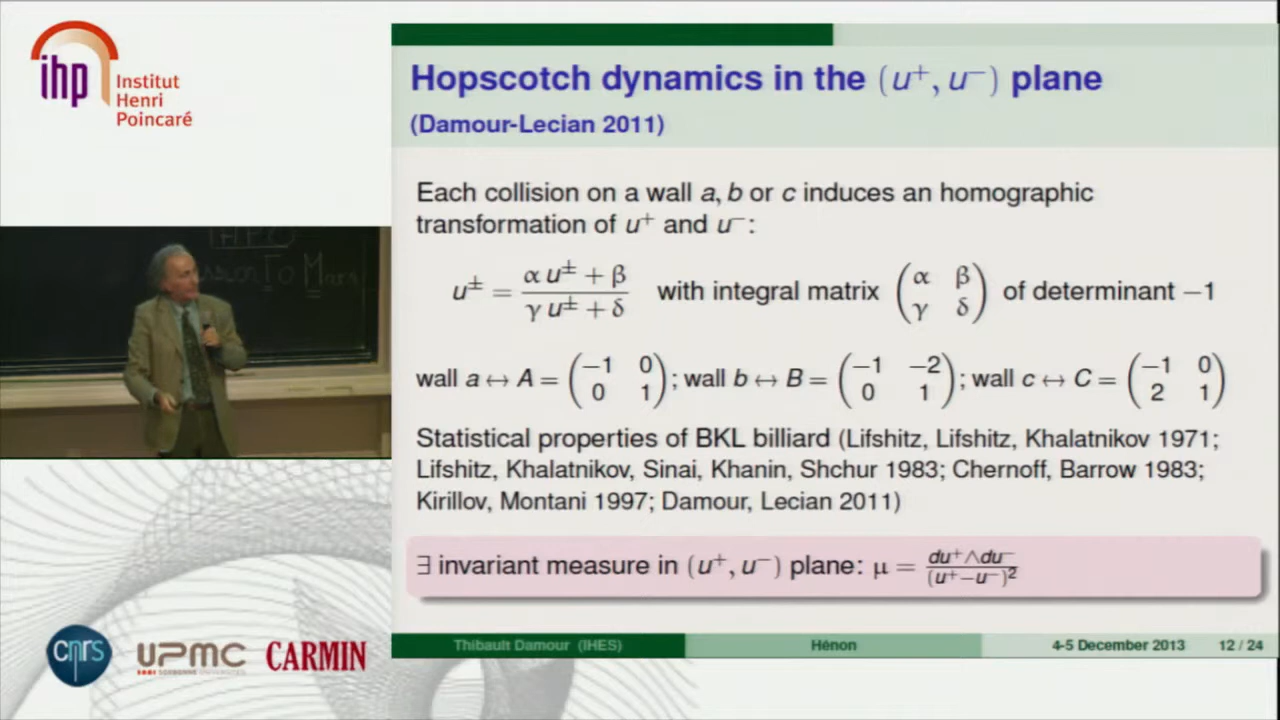 ihp
Institut
Henri
Poincaré
Hopscotch dynamics in the (u⁺, u⁻) plane
(Damour-Lecian 2011)
Each collision on a wall a, b or c induces an homographic
transformation of u⁺ and u⁻:
u± = (α u± + β) / (γ u± + δ) with integral matrix (α β; γ δ) of determinant −1
wall a ↔ A = (−1 0; 0 1); wall b ↔ B = (−1 −2; 0 1); wall c ↔ C = (−1 0; 2 1)
Statistical properties of BKL billiard (Lifshitz, Lifshitz, Khalatnikov 1971;
Lifshitz, Khalatnikov, Sinai, Khanin, Shchur 1983; Chernoff, Barrow 1983;
Kirillov, Montani 1997; Damour, Lecian 2011)
∃ invariant measure in (u⁺, u⁻) plane: μ = du⁺∧du⁻ / (u⁺−u⁻)²
Thibault Damour (IHES) Hénon 4-5 December 2013 12 / 24
cnrs UPMC CARMIN